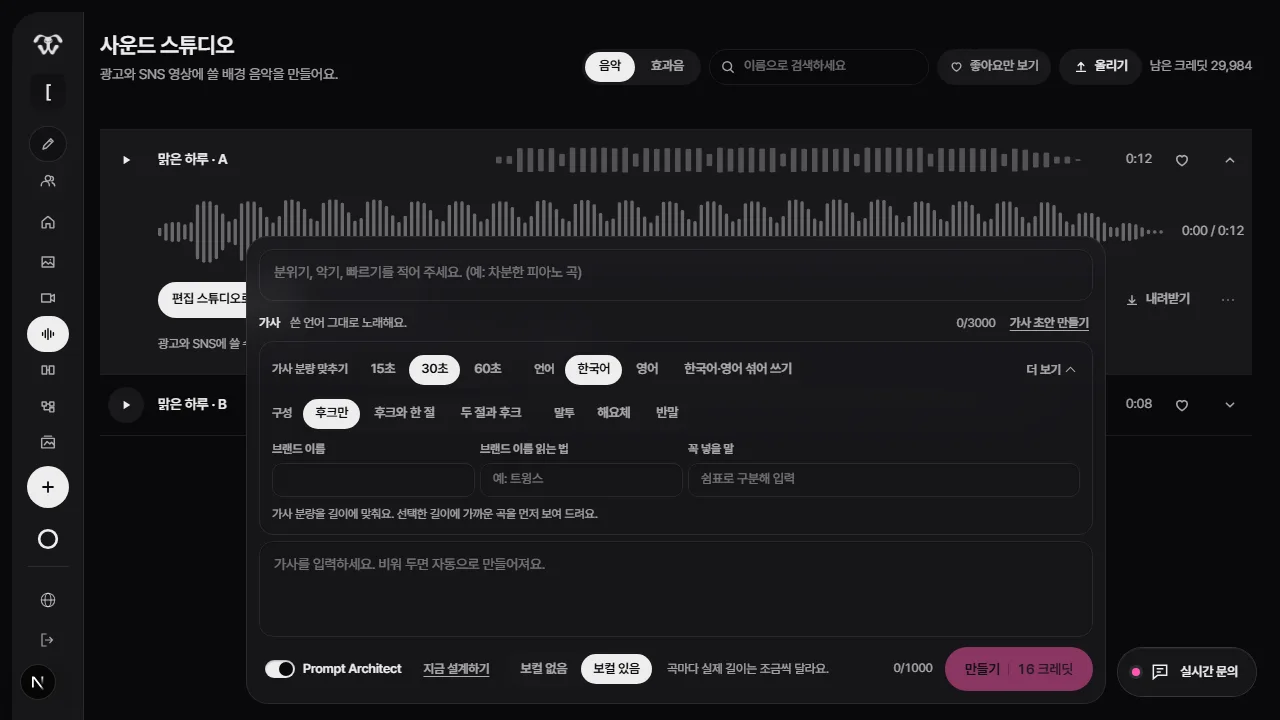 사운드 스튜디오
광고와 SNS 영상에 쓸 배경 음악을 만들어요.
음악 효과음 이름으로 검색하세요 좋아요만 보기 올리기 남은 크레딧 29,984
[
맑은 하루 · A 0:12
0:00 / 0:12
편집 스튜디오로 내려받기 ...
광고와 SNS에 쓸 수
맑은 하루 · B 0:08
분위기, 악기, 빠르기를 적어 주세요. (예: 차분한 피아노 곡)
가사 쓴 언어 그대로 노래해요. 0/3000 가사 초안 만들기
가사 분량 맞추기 15초 30초 60초 언어 한국어 영어 한국어·영어 섞어 쓰기 더 보기
구성 후크만 후크와 한 절 두 절과 후크 말투 해요체 반말
브랜드 이름 브랜드 이름 읽는 법 꼭 넣을 말
예: 트윙스 쉼표로 구분해 입력
가사 분량을 길이에 맞춰요. 선택한 길이에 가까운 곡을 먼저 보여 드려요.
가사를 입력하세요. 비워 두면 자동으로 만들어져요.
Prompt Architect 지금 설계하기 보컬 없음 보컬 있음 곡마다 실제 길이는 조금씩 달라요. 0/1000 만들기 16 크레딧
실시간 문의
N